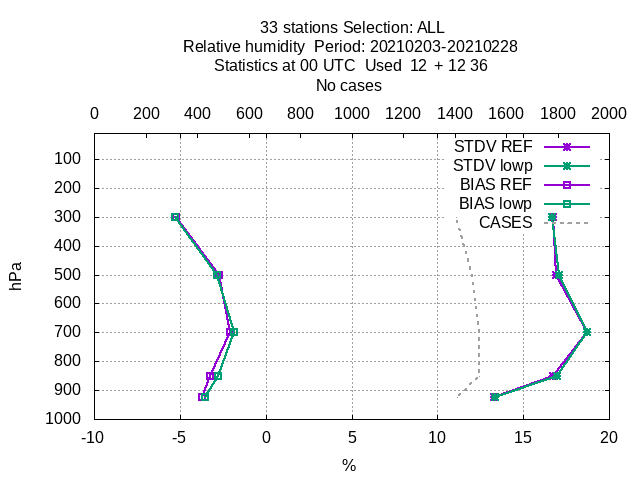 33 stations Selection: ALL
Relative humidity  Period: 20210203-20210228
Statistics at 00 UTC  Used  12  + 12 36
No cases
0 200 400 600 800 1000 1200 1400 1600 1800 2000
STDV REF
STDV lowp
BIAS REF
BIAS lowp
CASES
100
200
300
400
500
600
700
800
900
1000
hPa
-10 -5 0 5 10 15 20
%